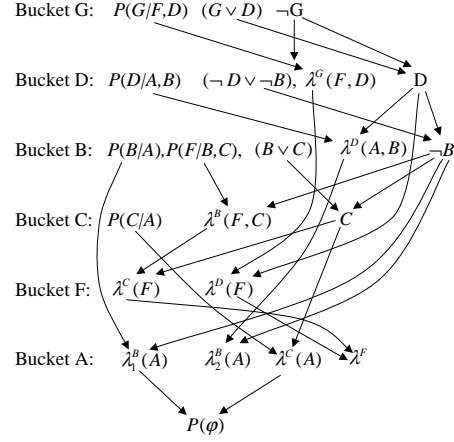 Bucket G: P(G/F,D) (G ∨ D) ¬G
Bucket D: P(D/A,B) (¬D ∨ ¬B), λ^G(F,D) D
Bucket B: P(B/A),P(F/B,C), (B ∨ C) λ^D(A,B) ¬B
Bucket C: P(C/A) λ^B(F,C) C
Bucket F: λ^C(F) λ^D(F)
Bucket A: λ_1^B(A) λ_2^B(A) λ^C(A) λ^F
P(φ)